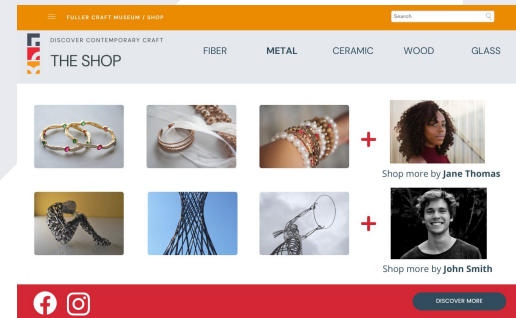 FULLER CRAFT MUSEUM / SHOP
Search
DISCOVER CONTEMPORARY CRAFT
THE SHOP
FIBER
METAL
CERAMIC
WOOD
GLASS
Shop more by Jane Thomas
Shop more by John Smith
DISCOVER MORE